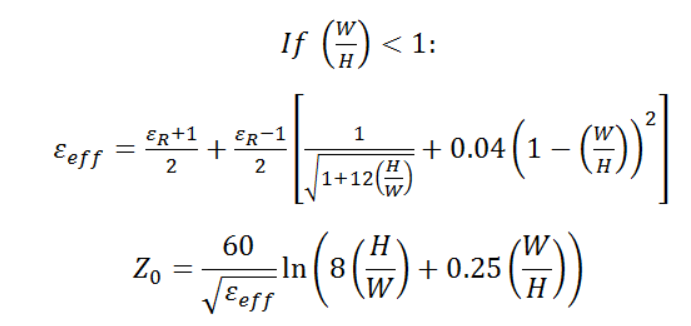 If (W/H) < 1:
ε_eff = (ε_R+1)/2 + (ε_R−1)/2 [1/√(1+12(H/W)) + 0.04(1 − (W/H))²]
Z₀ = 60/√ε_eff ln(8(H/W) + 0.25(W/H))